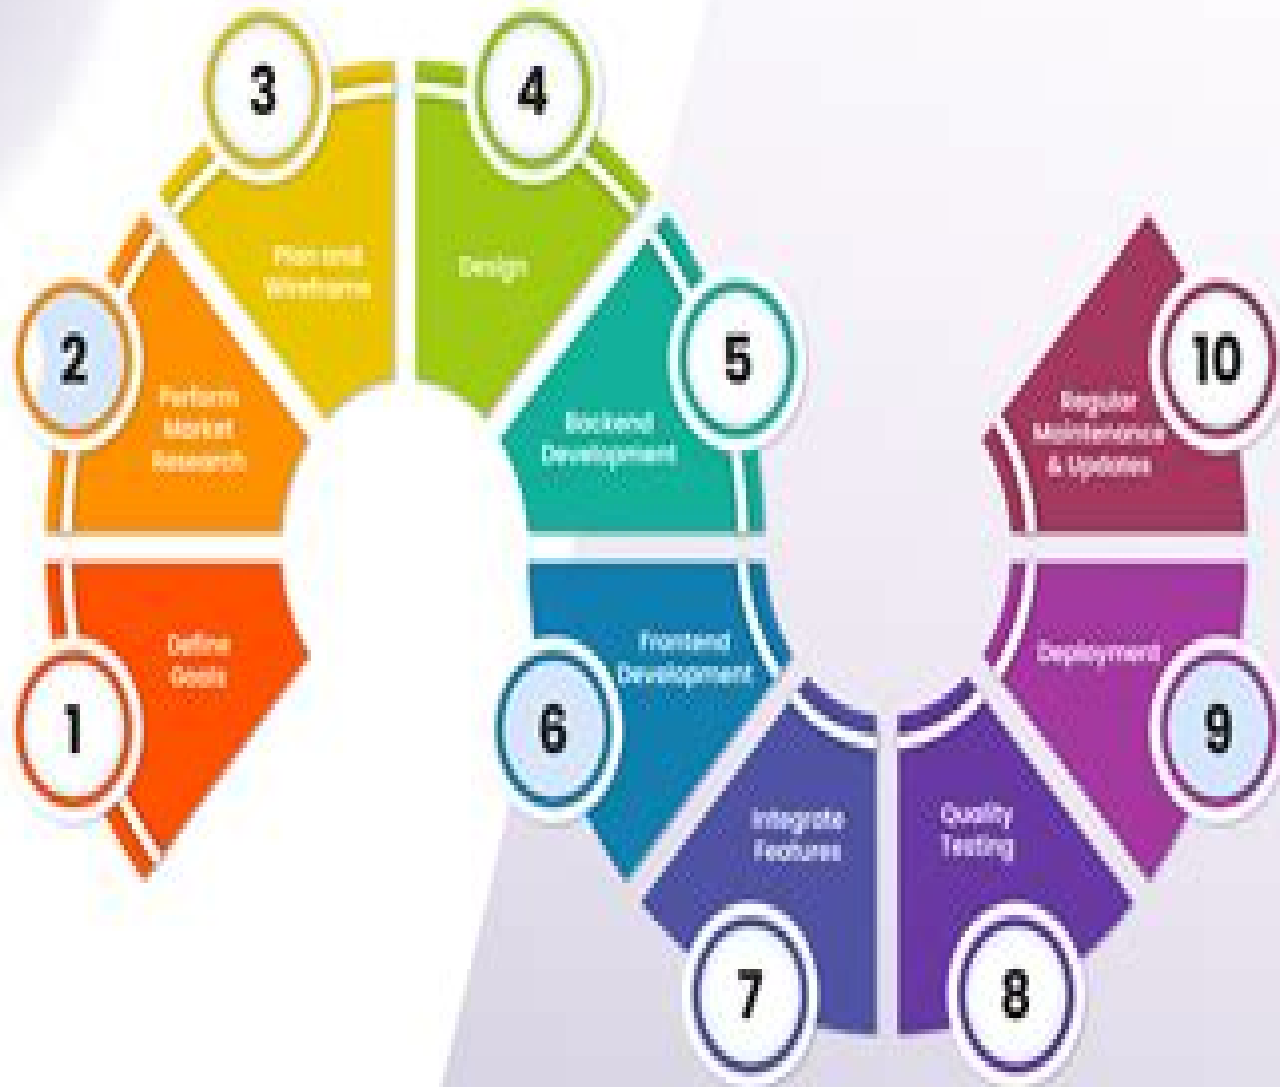 1
Define
Goals
2
Perform
Market
Research
3
Plan and
Wireframe
4
Design
5
Backend
Development
6
Frontend
Development
7
Integrate
Features
8
Quality
Testing
9
Deployment
10
Regular
Maintenance
& Updates